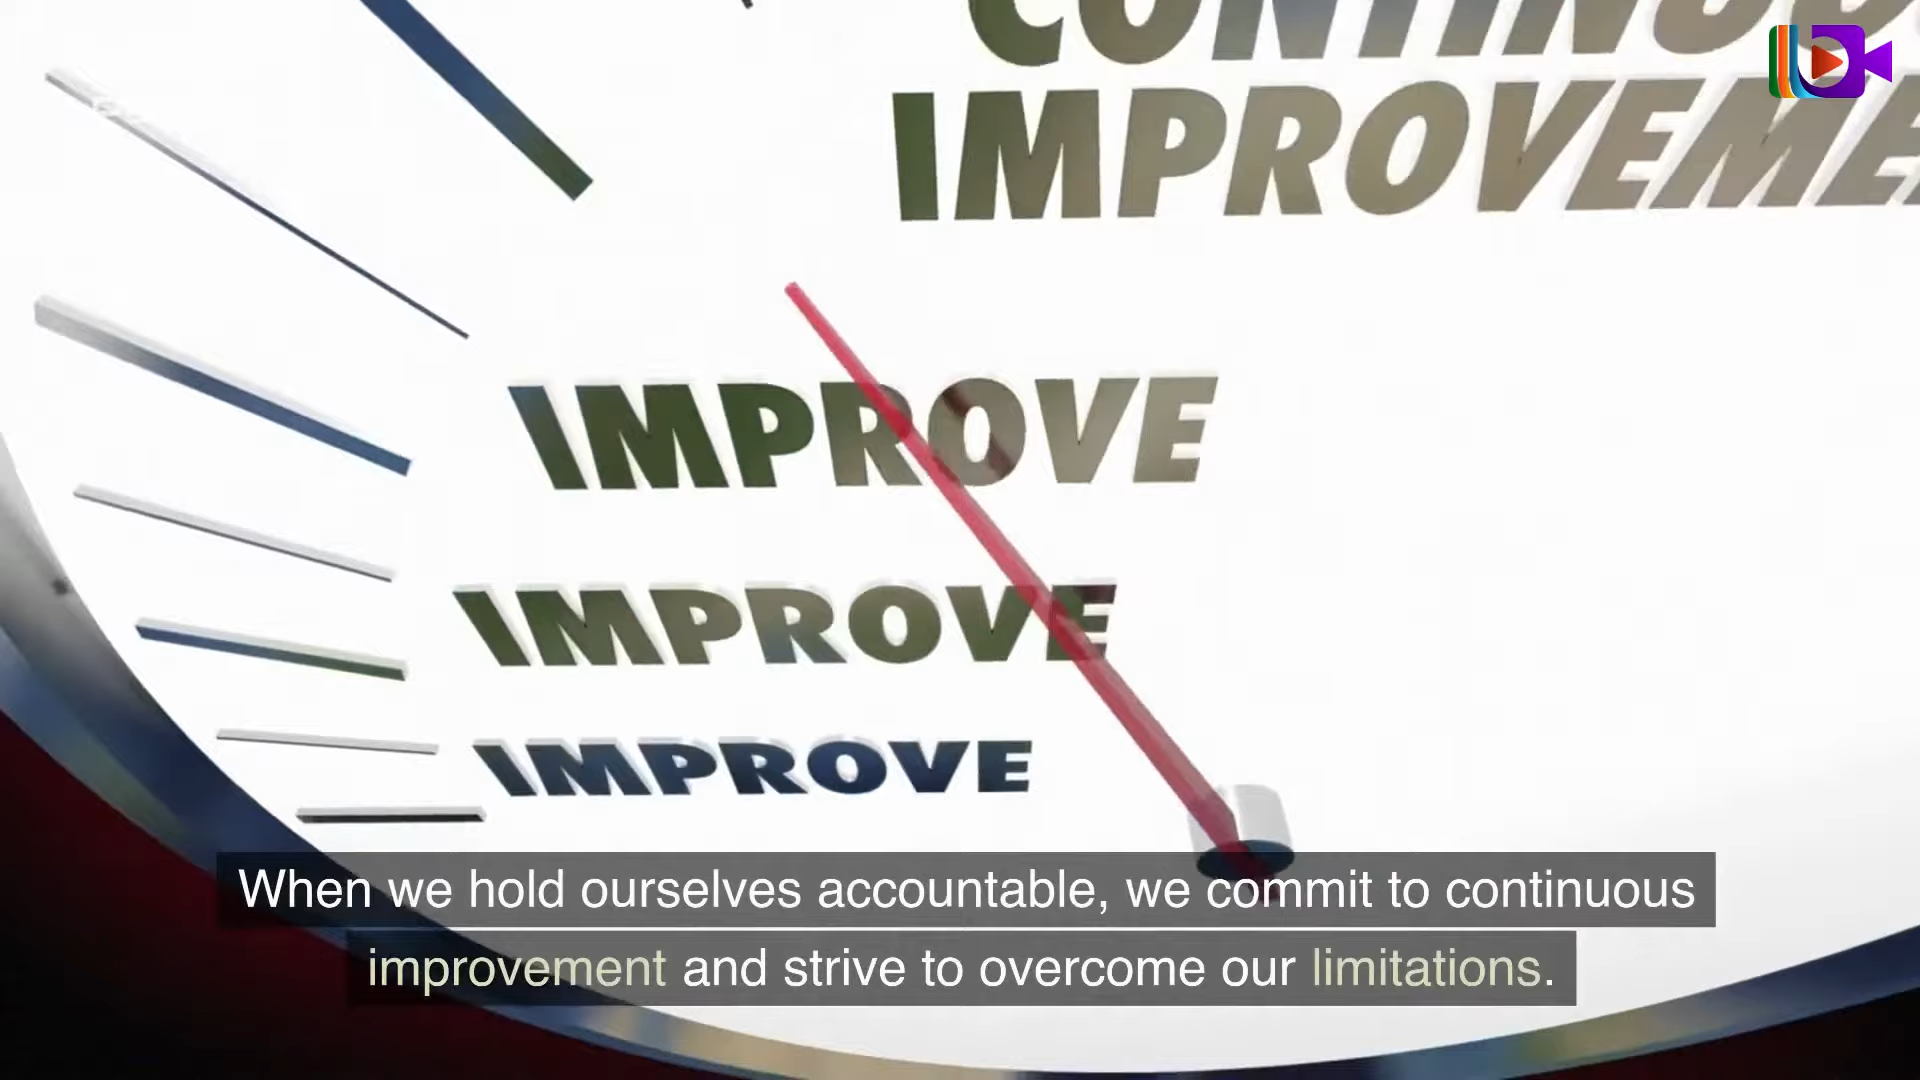 IMPROVE
IMPROVE
IMPROVE
When we hold ourselves accountable, we commit to continuous
improvement and strive to overcome our limitations.